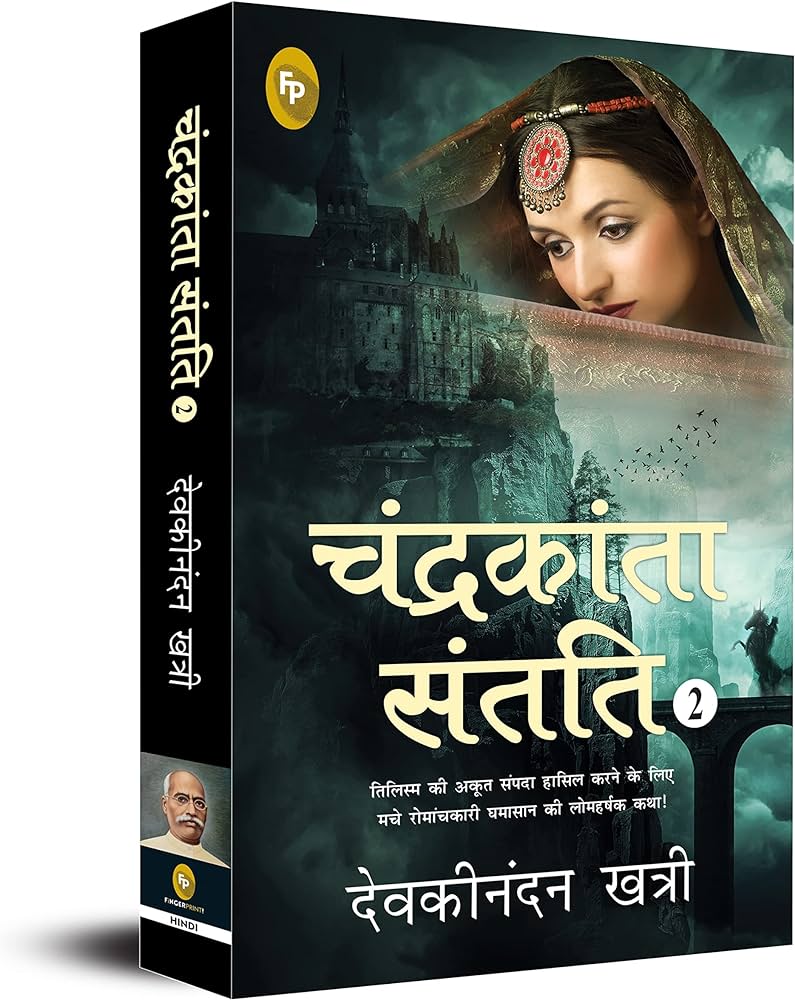 FP
चंद्रकांता
संतति 2
तिलिस्म की अकूत संपदा हासिल करने के लिए
मचे रोमांचकारी घमासान की लोमहर्षक कथा!
देवकीनंदन खत्री
चंद्रकांता संतति 2
देवकीनंदन खत्री
FP
FINGERPRINT!
HINDI